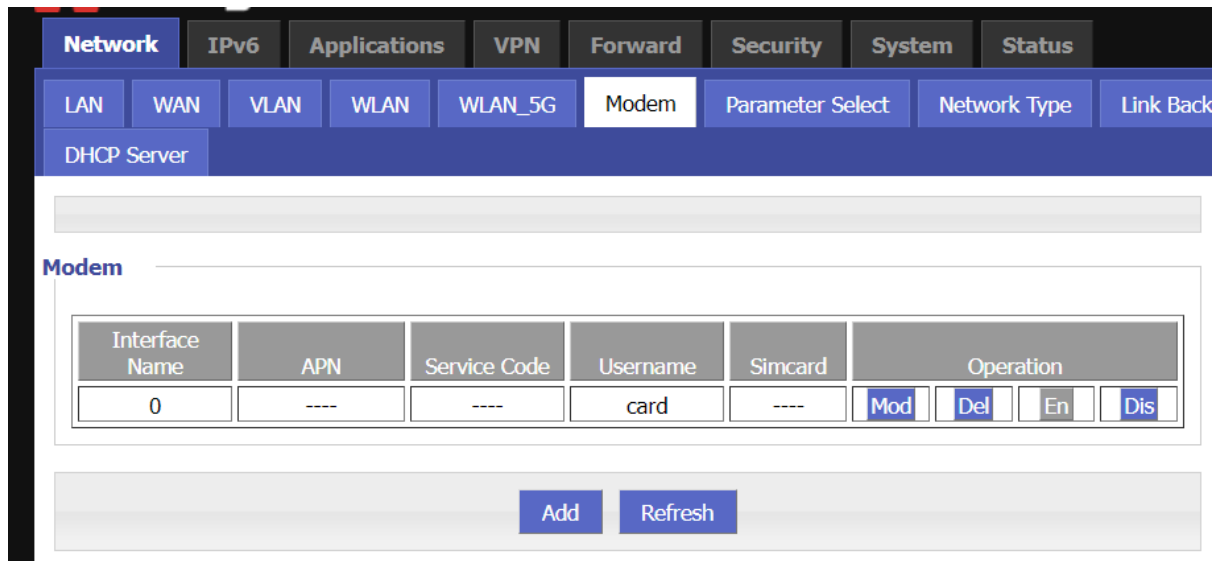 Network IPv6 Applications VPN Forward Security System Status
LAN WAN VLAN WLAN WLAN_5G Modem Parameter Select Network Type Link Back
DHCP Server
Modem
Interface Name APN Service Code Username Simcard Operation
0 ---- ---- card ---- Mod Del En Dis
Add Refresh